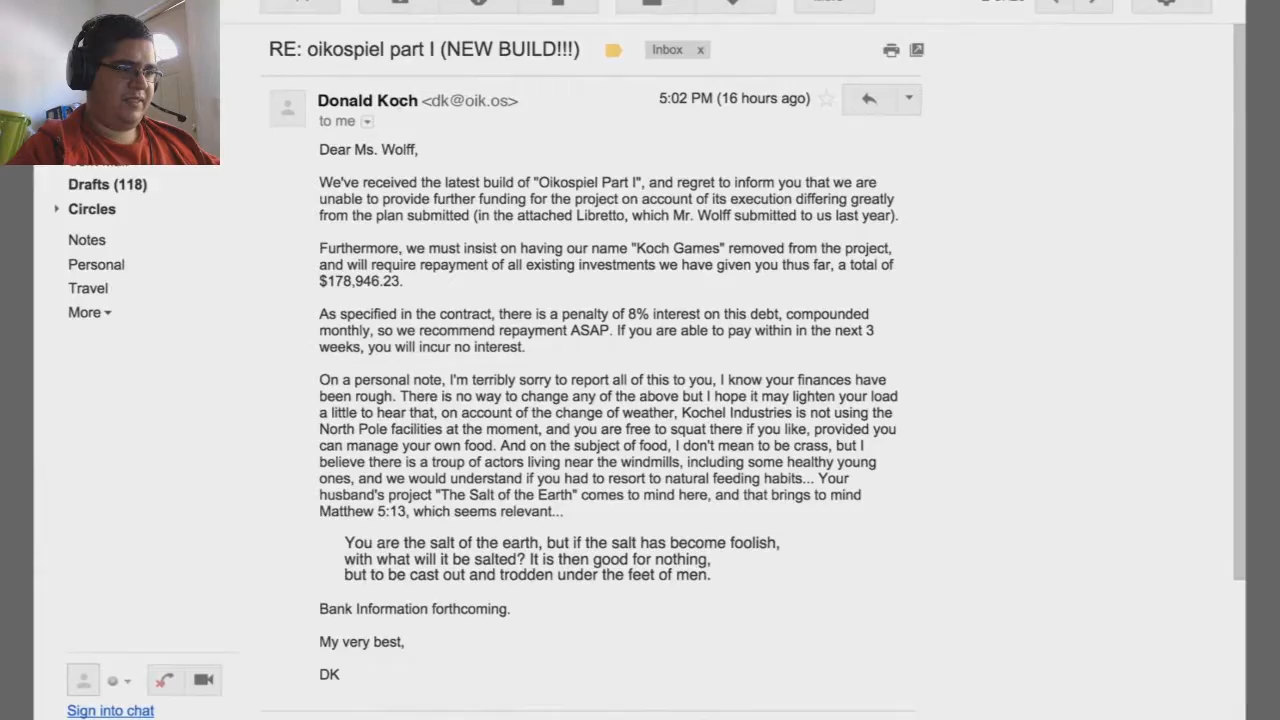 RE: oikospiel part I (NEW BUILD!!!)
Inbox x
Donald Koch <dk@oik.os>
5:02 PM (16 hours ago)
to me
Dear Ms. Wolff,
We've received the latest build of "Oikospiel Part I", and regret to inform you that we are
unable to provide further funding for the project on account of its execution differing greatly
from the plan submitted (in the attached Libretto, which Mr. Wolff submitted to us last year).
Furthermore, we must insist on having our name "Koch Games" removed from the project,
and will require repayment of all existing investments we have given you thus far, a total of
$178,946.23.
As specified in the contract, there is a penalty of 8% interest on this debt, compounded
monthly, so we recommend repayment ASAP. If you are able to pay within in the next 3
weeks, you will incur no interest.
On a personal note, I'm terribly sorry to report all of this to you, I know your finances have
been rough. There is no way to change any of the above but I hope it may lighten your load
a little to hear that, on account of the change of weather, Kochel Industries is not using the
North Pole facilities at the moment, and you are free to squat there if you like, provided you
can manage your own food. And on the subject of food, I don't mean to be crass, but I
believe there is a troup of actors living near the windmills, including some healthy young
ones, and we would understand if you had to resort to natural feeding habits... Your
husband's project "The Salt of the Earth" comes to mind here, and that brings to mind
Matthew 5:13, which seems relevant...
You are the salt of the earth, but if the salt has become foolish,
with what will it be salted? It is then good for nothing,
but to be cast out and trodden under the feet of men.
Bank Information forthcoming.
My very best,
DK
Drafts (118)
Circles
Notes
Personal
Travel
More
Sign into chat